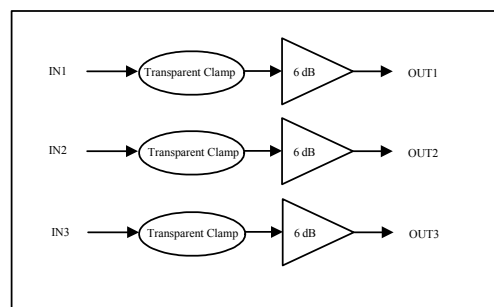 IN1 Transparent Clamp 6 dB OUT1
IN2 Transparent Clamp 6 dB OUT2
IN3 Transparent Clamp 6 dB OUT3